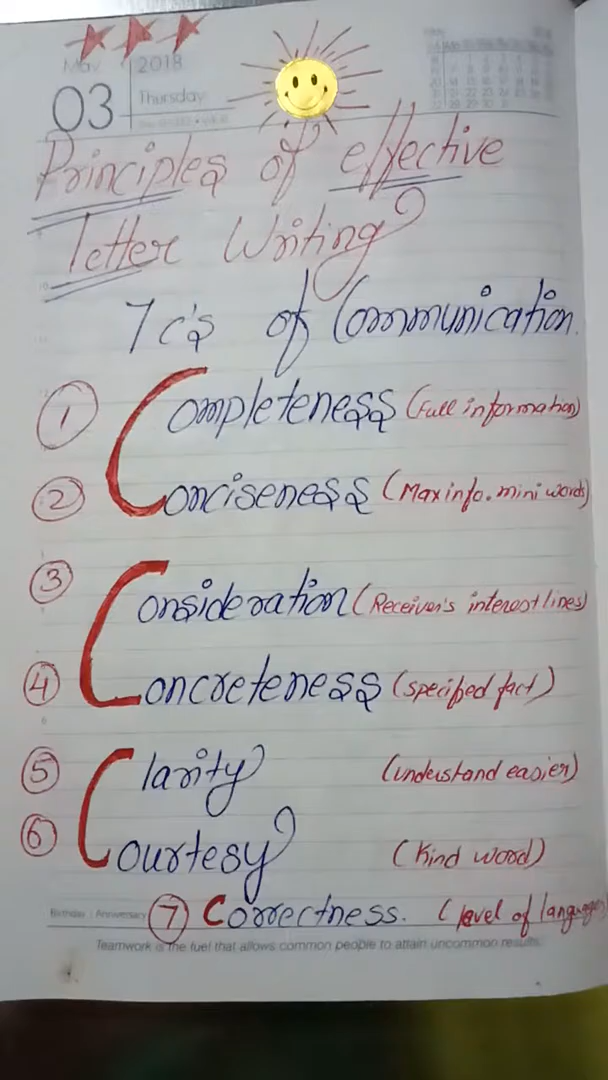 May 2018
03 Thursday
Principles of effective
letter Writing
7 c's of Communication.
1 Completeness (Full information)
2 Conciseness (Max info. mini words)
3 Consideration (Receiver's interest lines)
4 Concreteness (specified fact)
5 Clarity (understand easier)
6 Courtesy (Kind word)
Birthday / Anniversary 7 Correctness. (level of language)
Teamwork is the fuel that allows common people to attain uncommon results.